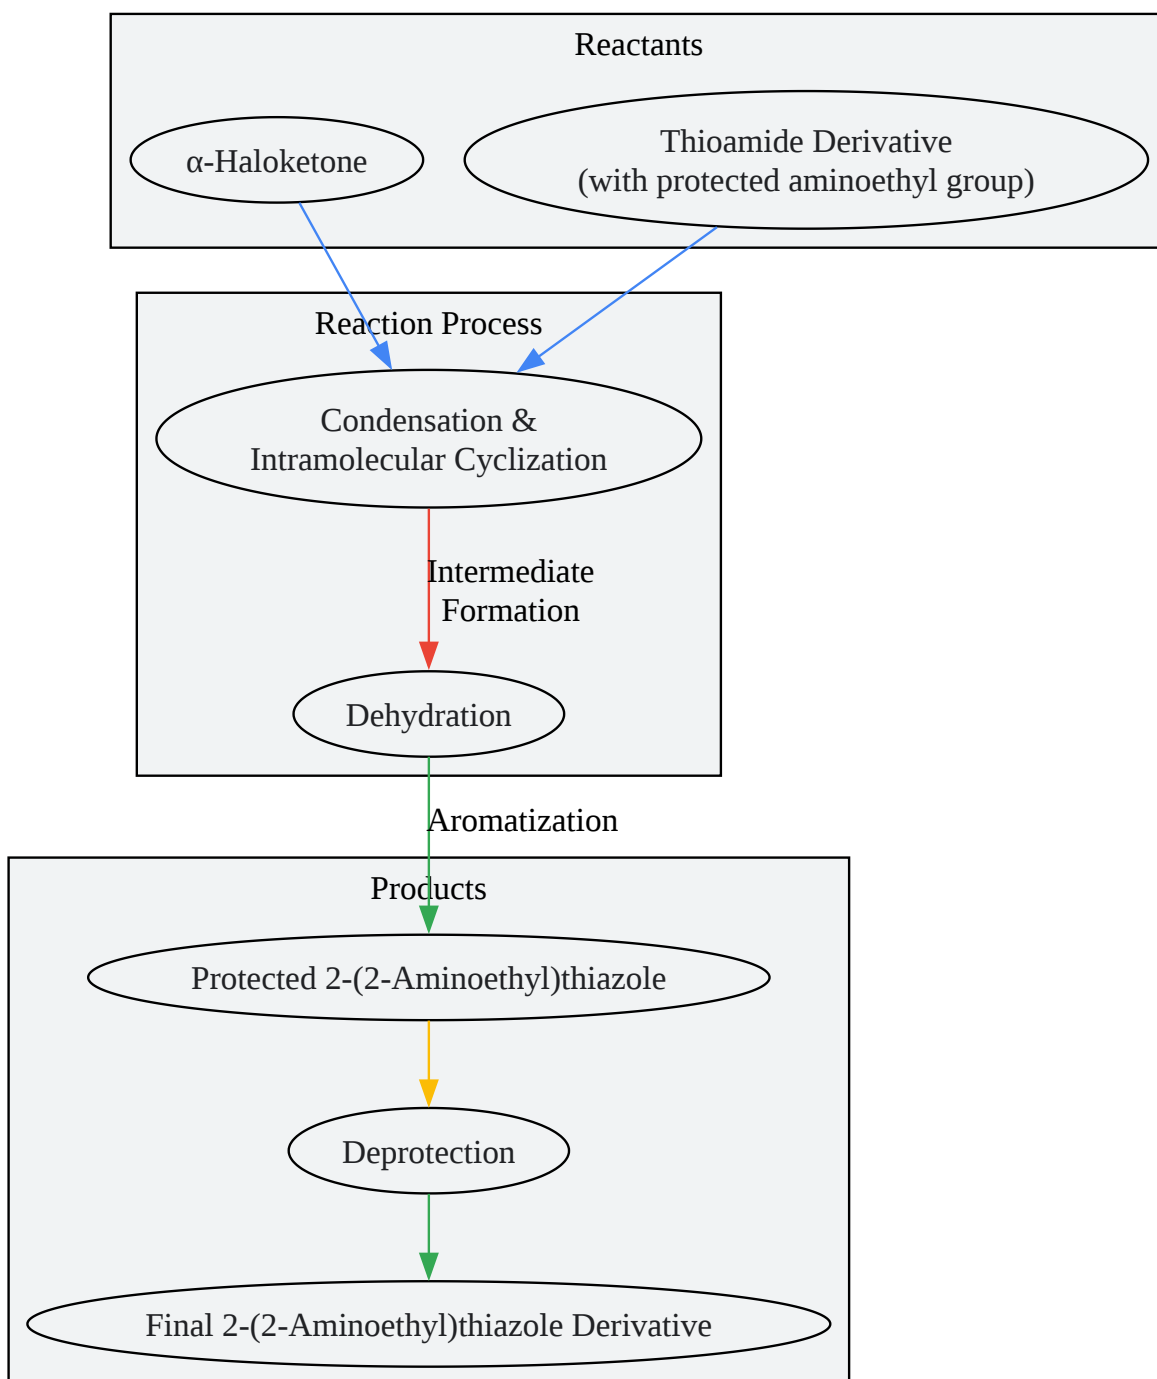 Reactants
α-Haloketone
Thioamide Derivative
(with protected aminoethyl group)
Reaction Process
Condensation &
Intramolecular Cyclization
Intermediate
Formation
Dehydration
Aromatization
Products
Protected 2-(2-Aminoethyl)thiazole
Deprotection
Final 2-(2-Aminoethyl)thiazole Derivative